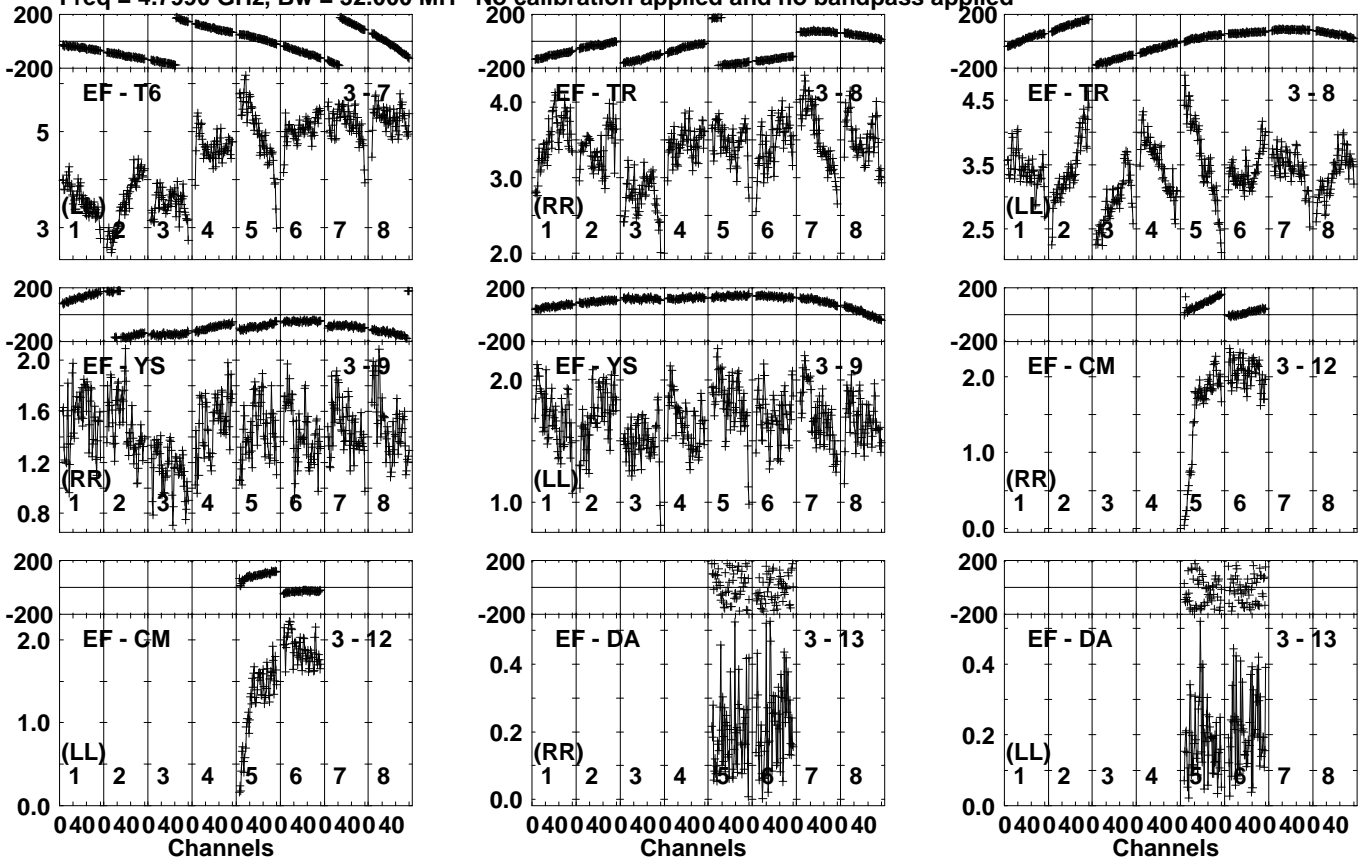 Freq = 4.7990 GHz, Bw = 32.000 MH No calibration applied and no bandpass applied
200
-200
EF - T6 3 - 7
5
3
(LL)
1 2 3 4 5 6 7 8
200
-200
EF - TR 3 - 8
4.0
3.0
2.0
(RR)
1 2 3 4 5 6 7 8
200
-200
EF - TR 3 - 8
4.5
3.5
2.5
(LL)
1 2 3 4 5 6 7 8
200
-200
EF - YS 3 - 9
2.0
1.6
1.2
0.8
(RR)
1 2 3 4 5 6 7 8
200
-200
EF - YS 3 - 9
2.0
1.0
(LL)
1 2 3 4 5 6 7 8
200
-200
EF - CM 3 - 12
2.0
1.0
0.0
(RR)
1 2 3 4 5 6 7 8
200
-200
EF - CM 3 - 12
2.0
1.0
0.0
(LL)
1 2 3 4 5 6 7 8
0 40 0 40 0 40 0 40 0 40 0 40 0 40 0 40
Channels
200
-200
EF - DA 3 - 13
0.4
0.2
0.0
(RR)
1 2 3 4 5 6 7 8
0 40 0 40 0 40 0 40 0 40 0 40 0 40 0 40
Channels
200
-200
EF - DA 3 - 13
0.4
0.2
0.0
(LL)
1 2 3 4 5 6 7 8
0 40 0 40 0 40 0 40 0 40 0 40 0 40 0 40
Channels